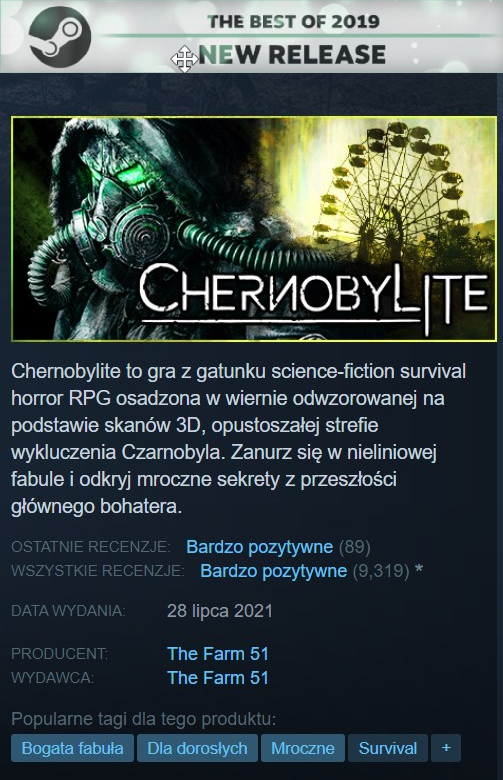 THE BEST OF 2019
NEW RELEASE
CHERNOBYLITE
Chernobylite to gra z gatunku science-fiction survival
horror RPG osadzona w wiernie odwzorowanej na
podstawie skanów 3D, opustoszałej strefie
wykluczenia Czarnobyla. Zanurz się w nieliniowej
fabule i odkryj mroczne sekrety z przeszłości
głównego bohatera.
OSTATNIE RECENZJE: Bardzo pozytywne (89)
WSZYSTKIE RECENZJE: Bardzo pozytywne (9,319) *
DATA WYDANIA: 28 lipca 2021
PRODUCENT: The Farm 51
WYDAWCA: The Farm 51
Popularne tagi dla tego produktu:
Bogata fabuła Dla dorosłych Mroczne Survival +